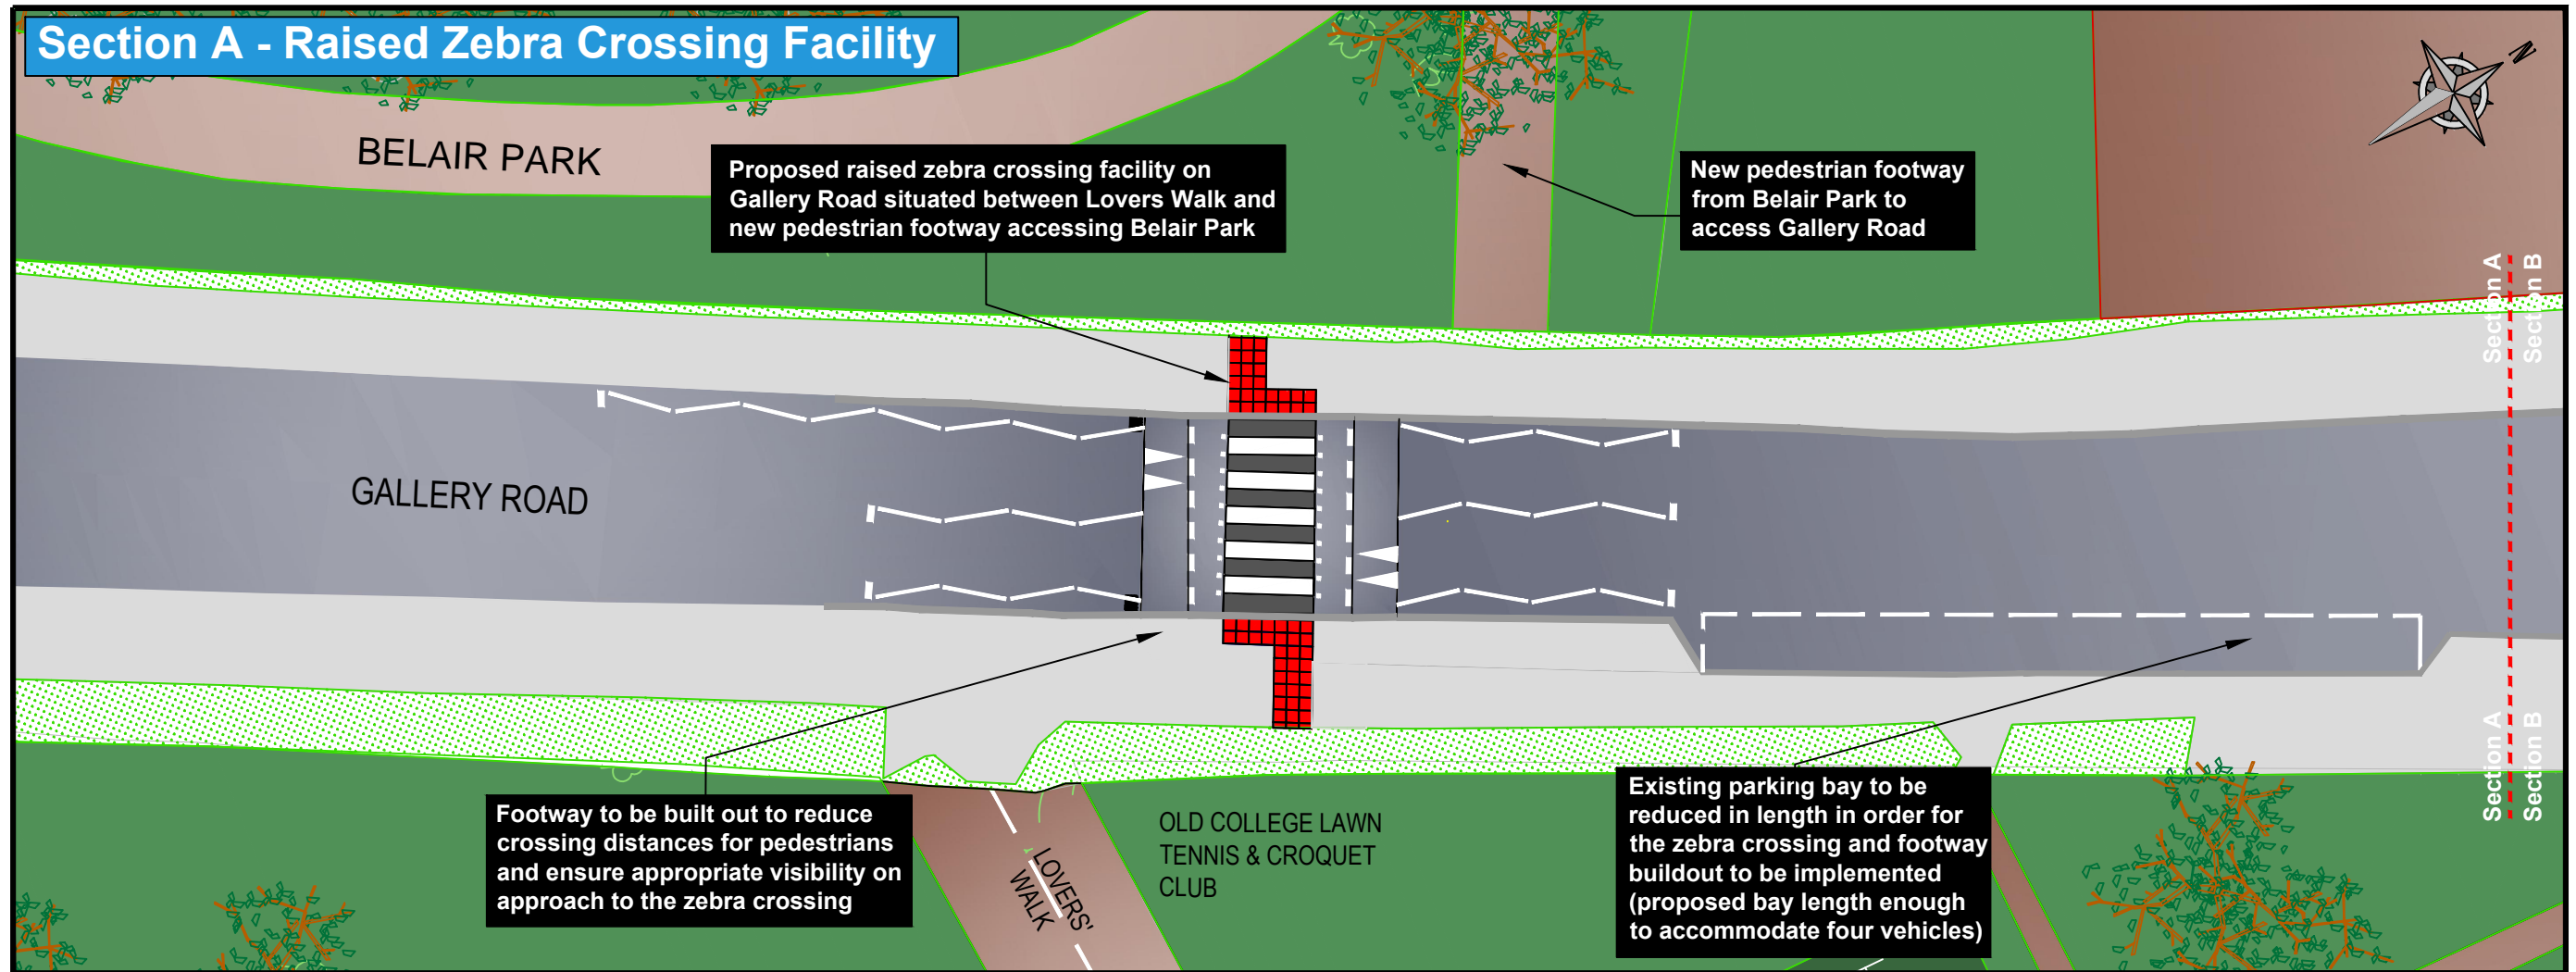 Section A - Raised Zebra Crossing Facility
N
BELAIR PARK
Proposed raised zebra crossing facility on
Gallery Road situated between Lovers Walk and
new pedestrian footway accessing Belair Park
New pedestrian footway
from Belair Park to
access Gallery Road
Section A
Section B
GALLERY ROAD
Section A
Section B
Footway to be built out to reduce
crossing distances for pedestrians
and ensure appropriate visibility on
approach to the zebra crossing
LOVERS'
WALK
OLD COLLEGE LAWN
TENNIS & CROQUET
CLUB
Existing parking bay to be
reduced in length in order for
the zebra crossing and footway
buildout to be implemented
(proposed bay length enough
to accommodate four vehicles)